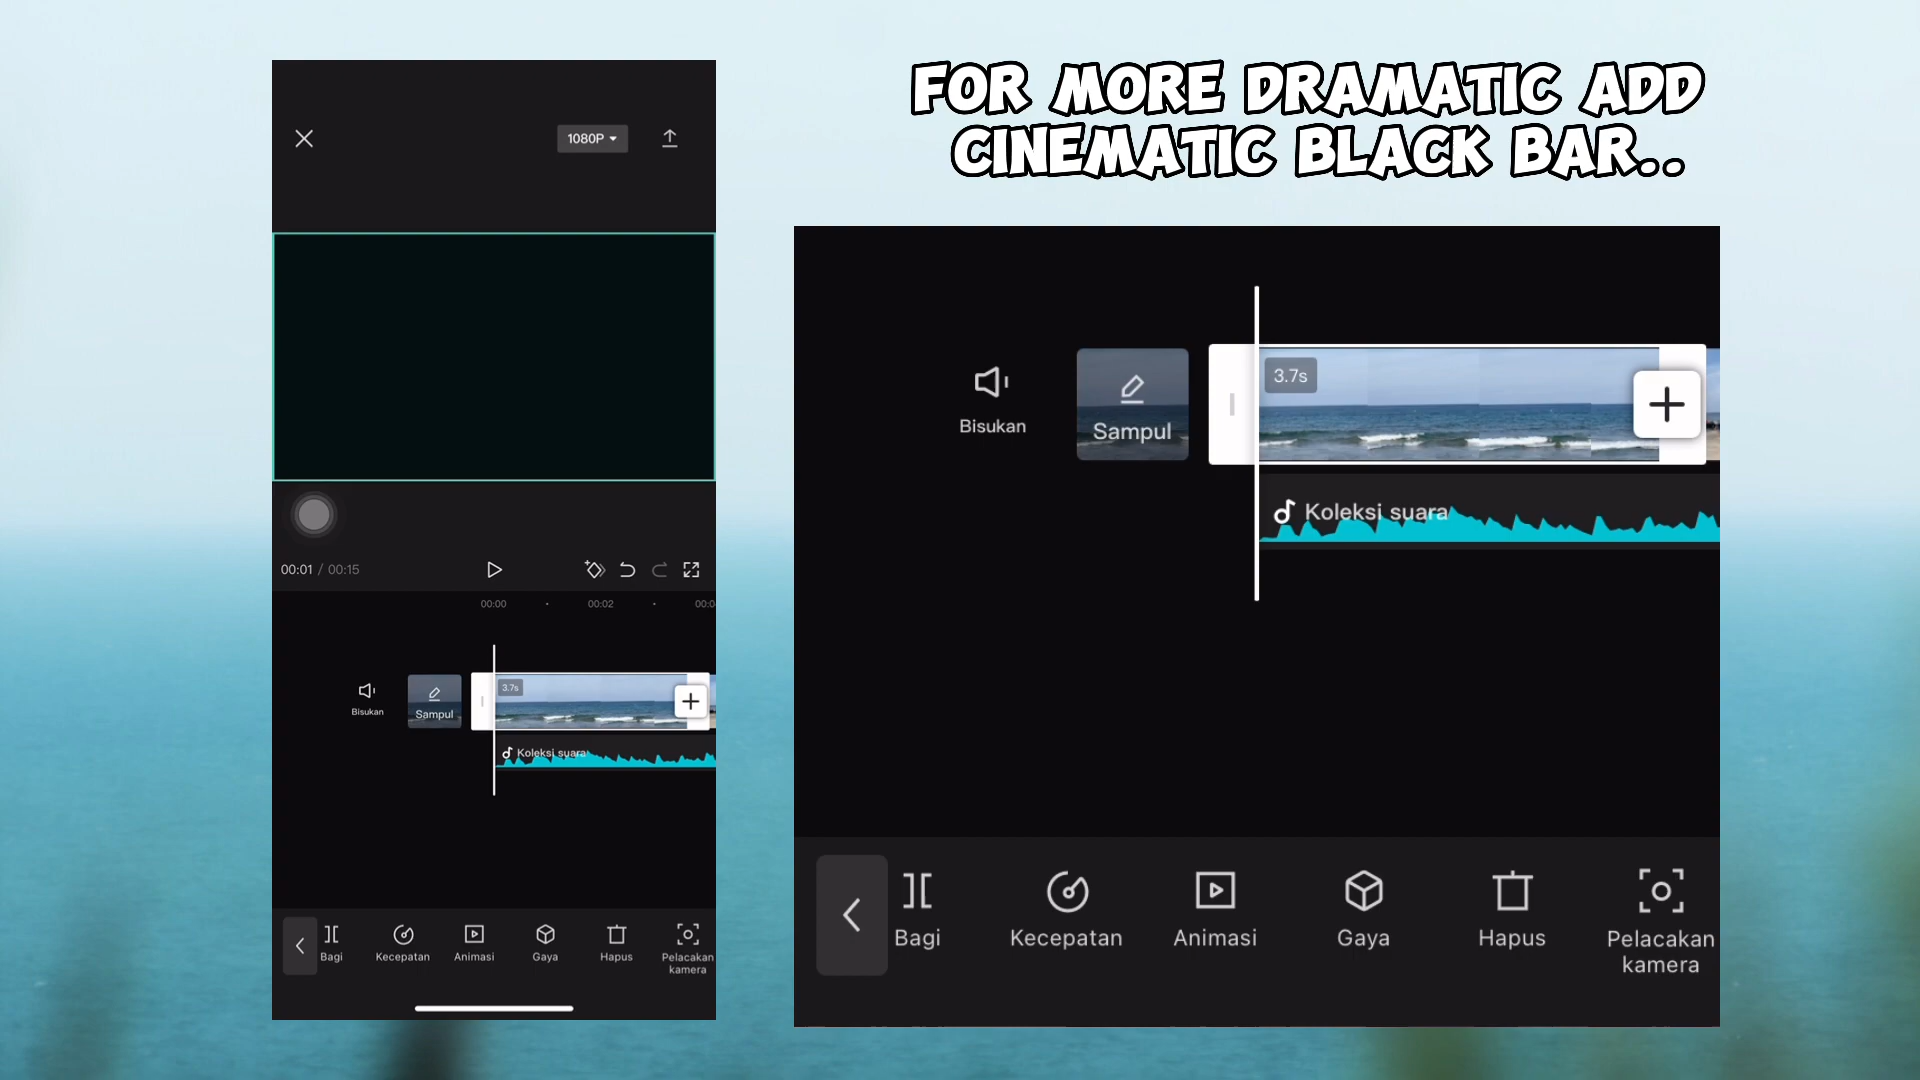 FOR MORE DRAMATIC ADD
CINEMATIC BLACK BAR..
1080P
00:01 / 00:15
00:00
00:02
00:0
Bisukan
Sampul
3.7s
Koleksi suara
Bagi
Kecepatan
Animasi
Gaya
Hapus
Pelacakan
kamera
Bisukan
Sampul
3.7s
Koleksi suara
Bagi
Kecepatan
Animasi
Gaya
Hapus
Pelacakan
kamera